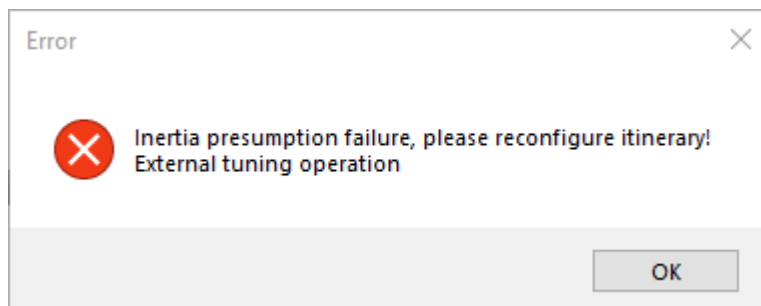 Error
Inertia presumption failure, please reconfigure itinerary!
External tuning operation
OK